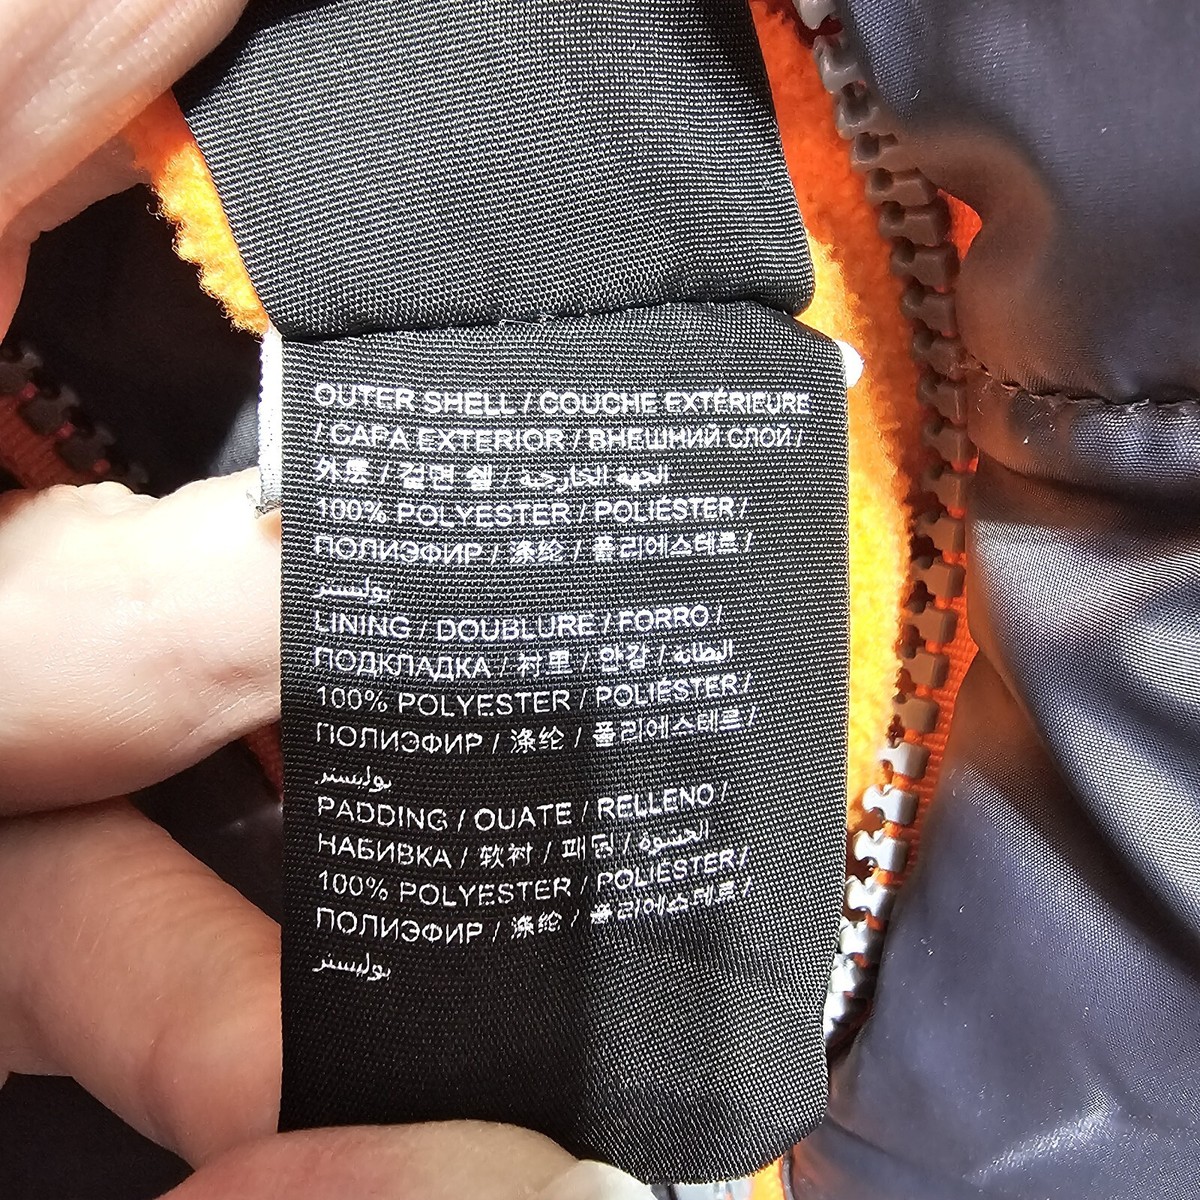 OUTER SHELL / COUCHE EXTÉRIEURE
/ CAPA EXTERIOR / ВНЕШНИЙ СЛОЙ /
外层 / 겉면 쉘 / الجهة الخارجية
100% POLYESTER / POLIÉSTER /
ПОЛИЭФИР / 涤纶 / 폴리에스테르 /
بوليستر
LINING / DOUBLURE / FORRO /
ПОДКЛАДКА / 衬里 / 안감 / البطانة
100% POLYESTER / POLIÉSTER /
ПОЛИЭФИР / 涤纶 / 폴리에스테르 /
بوليستر
PADDING / OUATE / RELLENO /
НАБИВКА / 软衬 / 패딩 / الحشوة
100% POLYESTER / POLIÉSTER /
ПОЛИЭФИР / 涤纶 / 폴리에스테르 /
بوليستر